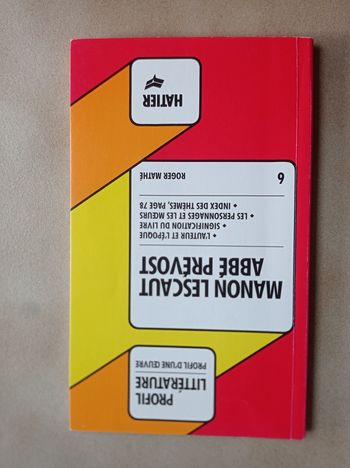 PROFIL
LITTÉRATURE
PROFIL D'UNE ŒUVRE
MANON LESCAUT
ABBÉ PRÉVOST
+ L'AUTEUR ET L'ÉPOQUE
+ SIGNIFICATION DU LIVRE
+ LES PERSONNAGES ET LES MŒURS
+ INDEX DES THÈMES, PAGE 78
6 ROGER MATHÉ
HATIER